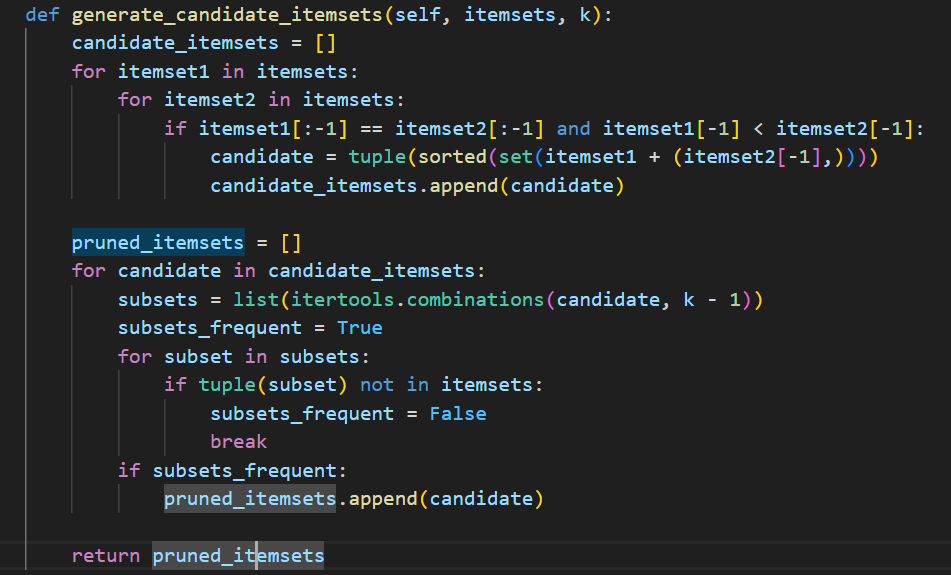 def generate_candidate_itemsets(self, itemsets, k):
    candidate_itemsets = []
    for itemset1 in itemsets:
        for itemset2 in itemsets:
            if itemset1[:-1] == itemset2[:-1] and itemset1[-1] < itemset2[-1]:
                candidate = tuple(sorted(set(itemset1 + (itemset2[-1],))))
                candidate_itemsets.append(candidate)

    pruned_itemsets = []
    for candidate in candidate_itemsets:
        subsets = list(itertools.combinations(candidate, k - 1))
        subsets_frequent = True
        for subset in subsets:
            if tuple(subset) not in itemsets:
                subsets_frequent = False
                break
        if subsets_frequent:
            pruned_itemsets.append(candidate)

    return pruned_itemsets